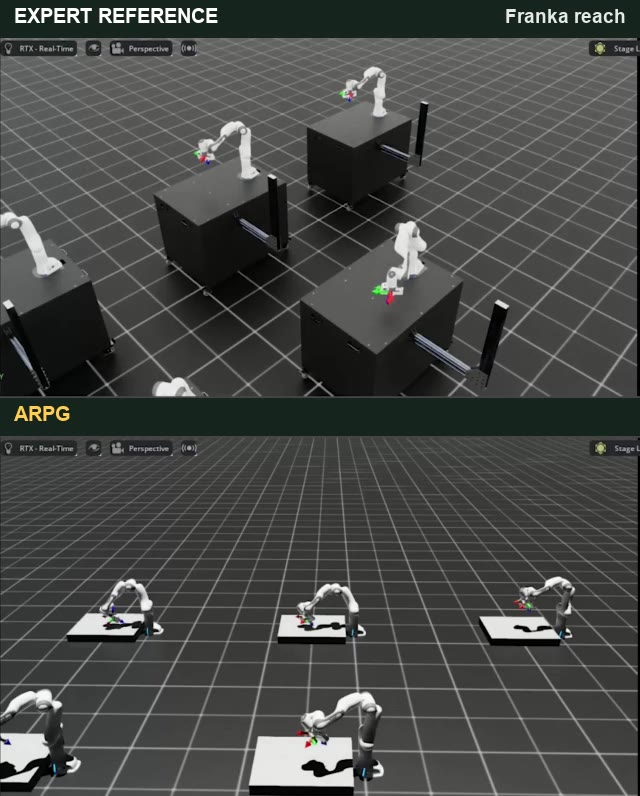 EXPERT REFERENCE
Franka reach
RTX - Real-Time
Perspective
Stage L
ARPG
RTX - Real-Time
Perspective
Stage L